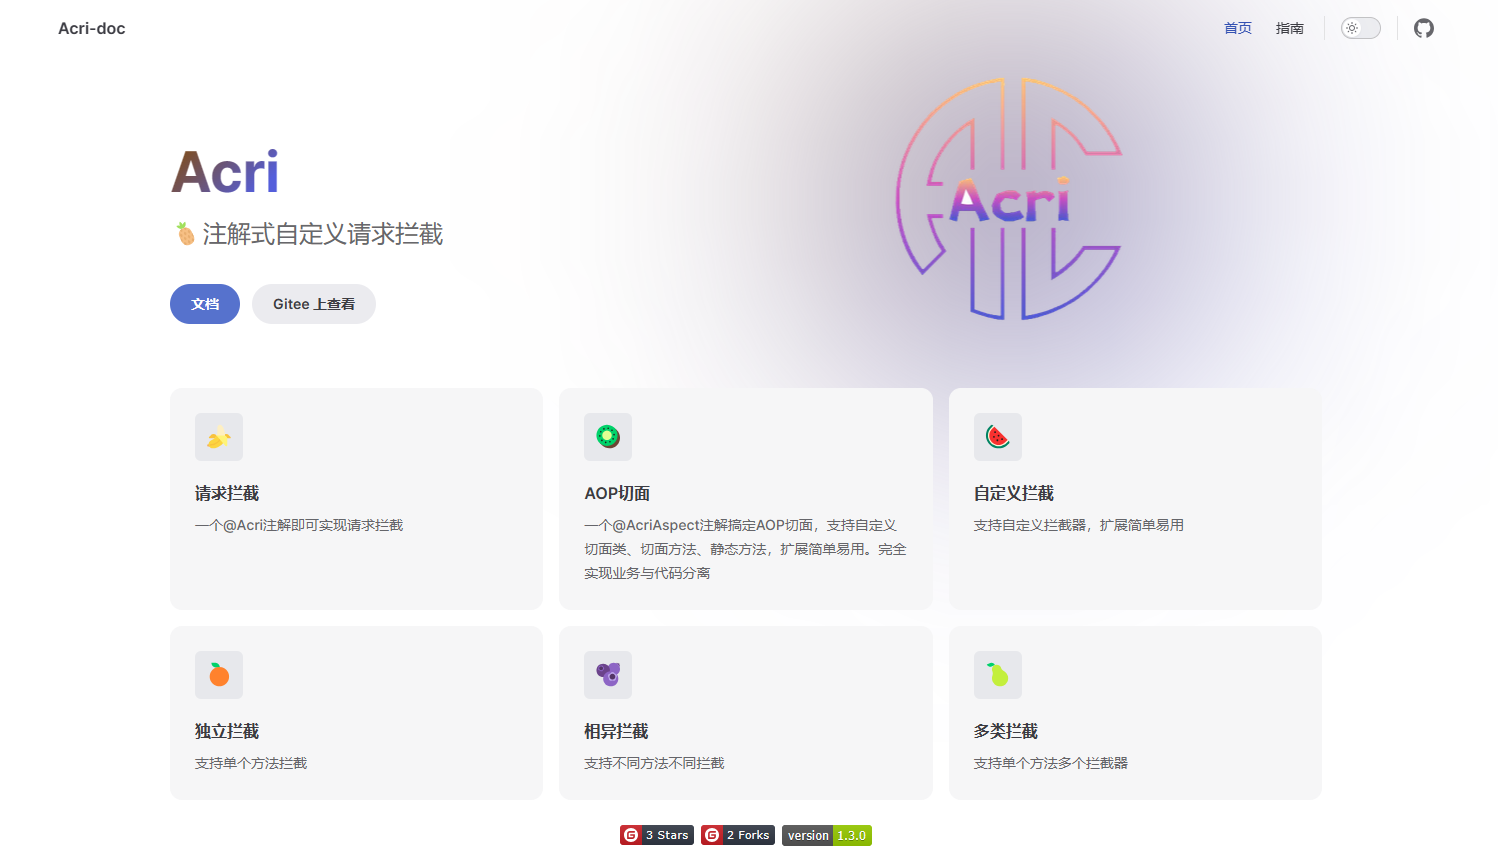 Acri-doc
首页
指南
Acri
注解式自定义请求拦截
文档
Gitee 上查看
Acri
请求拦截
一个@Acri注解即可实现请求拦截
AOP切面
一个@AcriAspect注解搞定AOP切面，支持自定义
切面类、切面方法、静态方法，扩展简单易用。完全
实现业务与代码分离
自定义拦截
支持自定义拦截器，扩展简单易用
独立拦截
支持单个方法拦截
相异拦截
支持不同方法不同拦截
多类拦截
支持单个方法多个拦截器
G 3 Stars
G 2 Forks
version 1.3.0